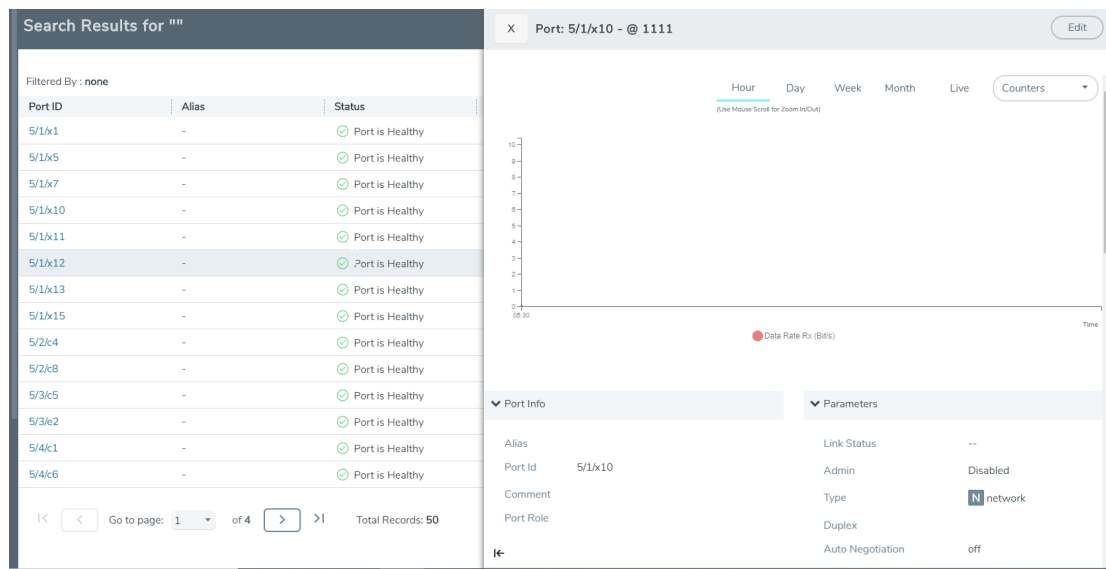 Search Results for ""
Filtered By : none
Port ID Alias Status
5/1/x1 - Port is Healthy
5/1/x5 - Port is Healthy
5/1/x7 - Port is Healthy
5/1/x10 - Port is Healthy
5/1/x11 - Port is Healthy
5/1/x12 - Port is Healthy
5/1/x13 - Port is Healthy
5/1/x15 - Port is Healthy
5/2/c4 - Port is Healthy
5/2/c8 - Port is Healthy
5/3/c5 - Port is Healthy
5/3/e2 - Port is Healthy
5/4/c1 - Port is Healthy
5/4/c6 - Port is Healthy
Go to page: 1 of 4 Total Records: 50
X Port: 5/1/x10 - @ 1111 Edit
Hour Day Week Month Live Counters
(Use Mouse Scroll for Zoom In/Out)
10
9
8
7
6
5
4
3
2
1
0
05:30
Time
Data Rate Rx (Bit/s)
Port Info
Alias
Port Id 5/1/x10
Comment
Port Role
Parameters
Link Status --
Admin Disabled
Type N network
Duplex
Auto Negotiation off